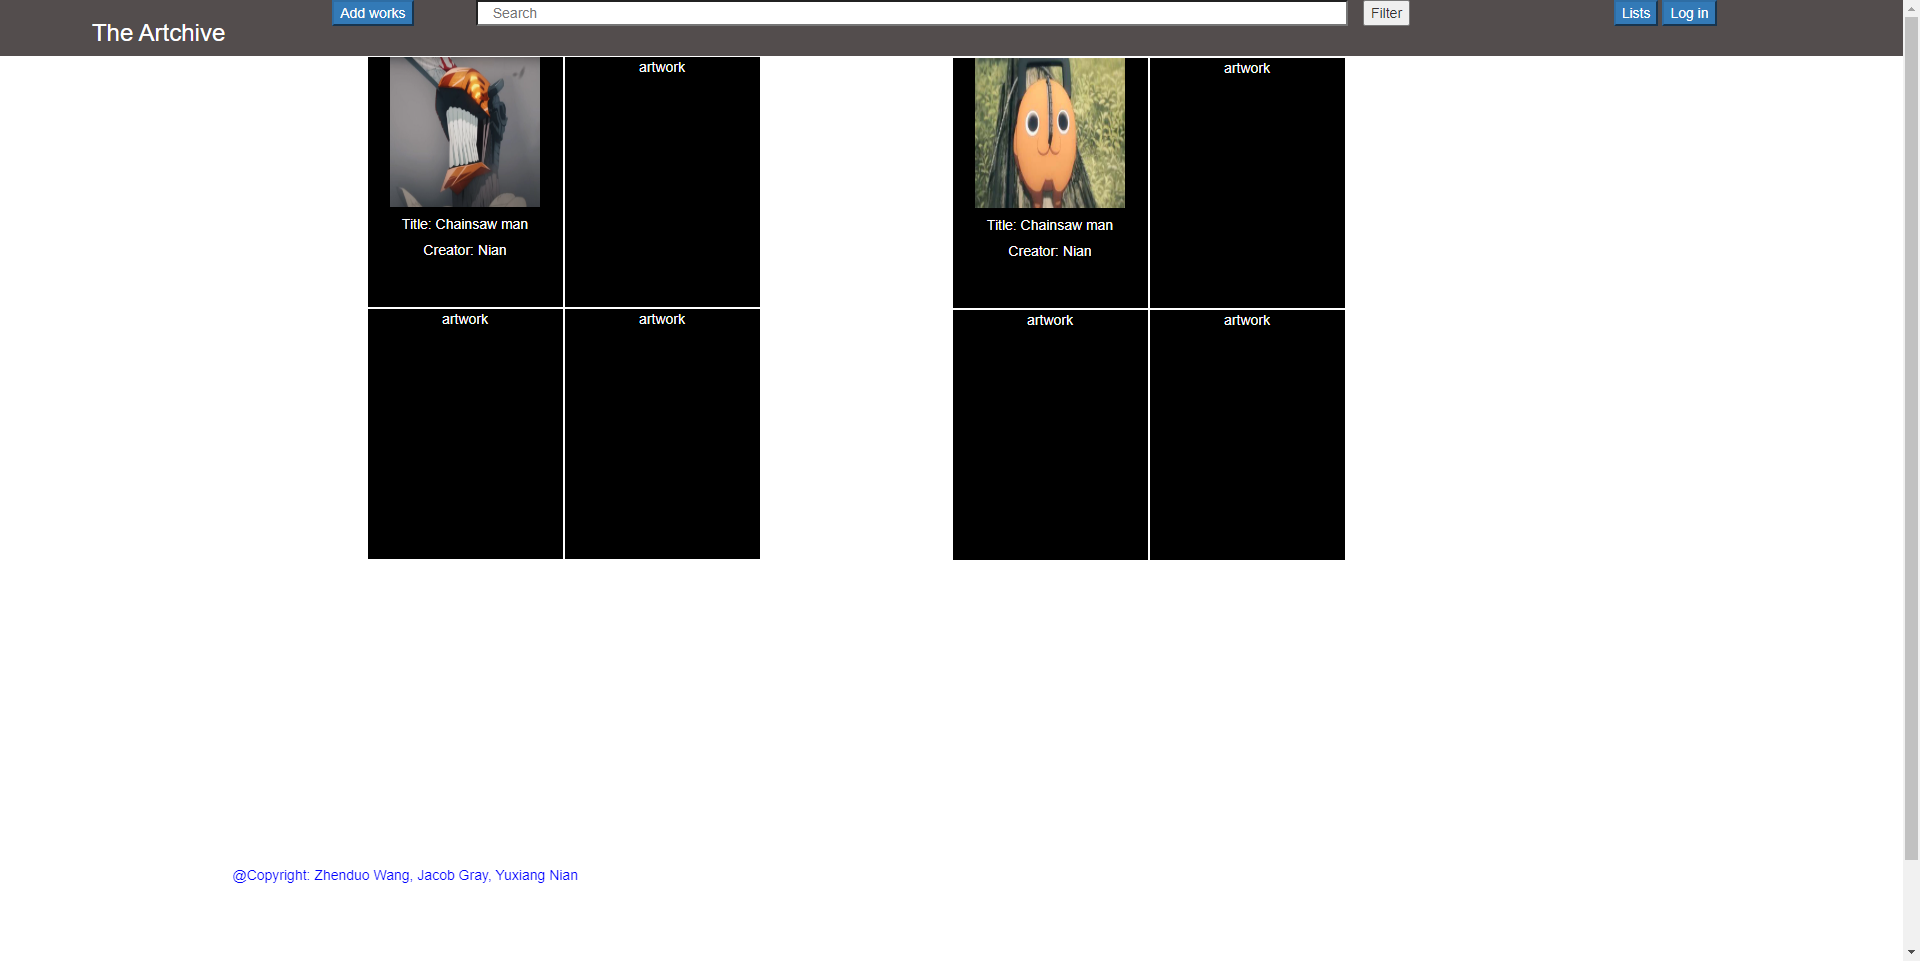 The Artchive
Add works
Search
Filter
Lists
Log in
Title: Chainsaw man
Creator: Nian
artwork
artwork
artwork
Title: Chainsaw man
Creator: Nian
artwork
artwork
artwork
@Copyright: Zhenduo Wang, Jacob Gray, Yuxiang Nian